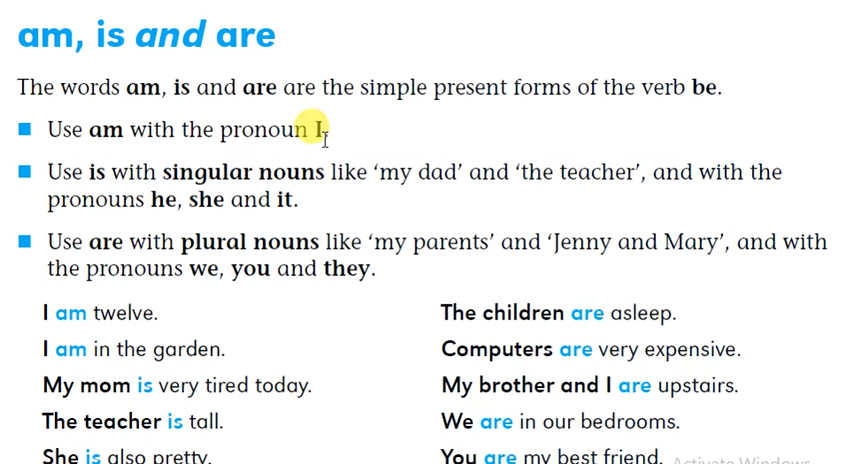 am, is and are
The words am, is and are are the simple present forms of the verb be.
Use am with the pronoun I.
Use is with singular nouns like ‘my dad’ and ‘the teacher’, and with the
pronouns he, she and it.
Use are with plural nouns like ‘my parents’ and ‘Jenny and Mary’, and with
the pronouns we, you and they.
I am twelve.
I am in the garden.
My mom is very tired today.
The teacher is tall.
She is also pretty.
The children are asleep.
Computers are very expensive.
My brother and I are upstairs.
We are in our bedrooms.
You are my best friend.
Activate Windows